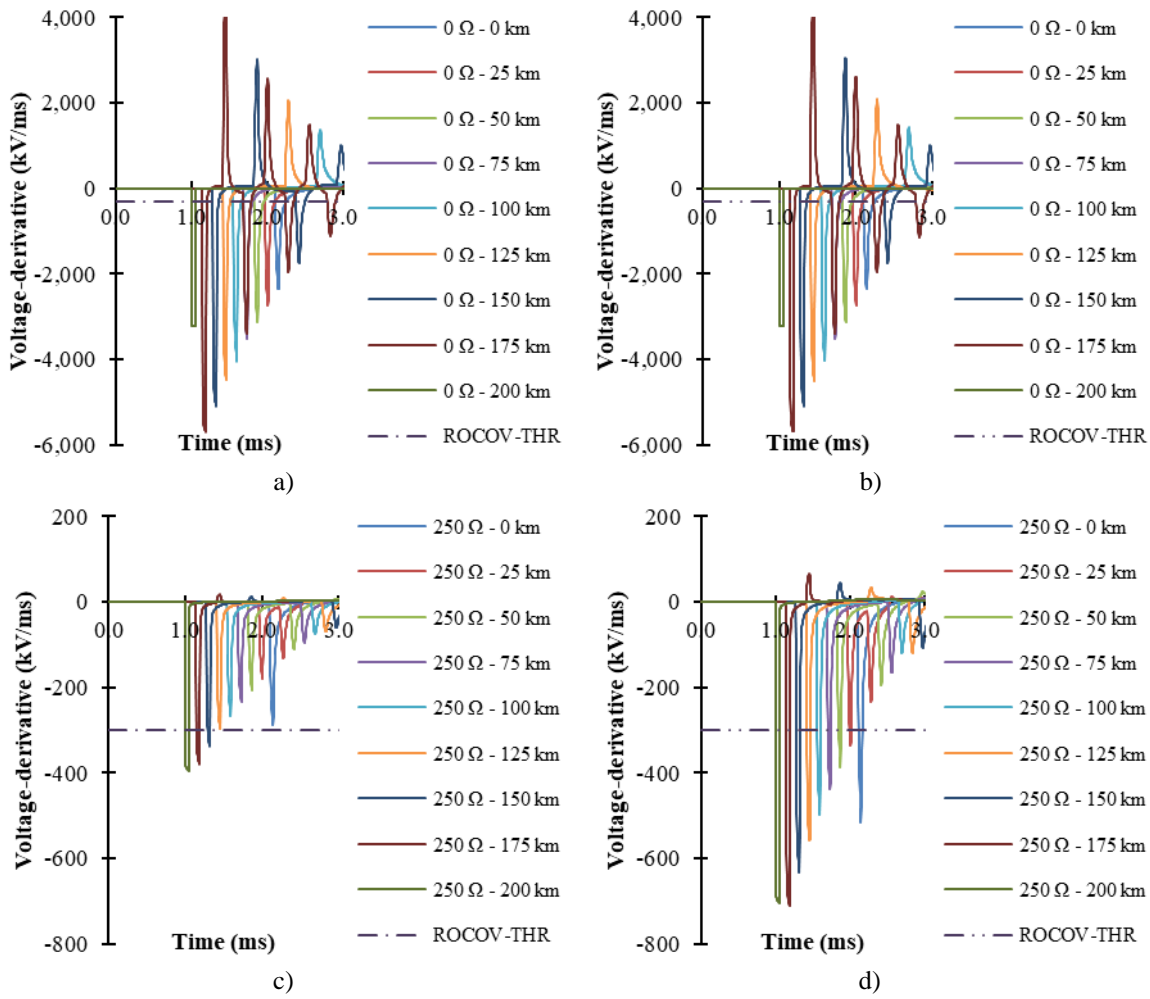 Voltage-derivative (kV/ms)
4,000
2,000
0
-2,000
-4,000
-6,000
0.0 1.0 2.0 3.0
Time (ms)
0 Ω - 0 km
0 Ω - 25 km
0 Ω - 50 km
0 Ω - 75 km
0 Ω - 100 km
0 Ω - 125 km
0 Ω - 150 km
0 Ω - 175 km
0 Ω - 200 km
ROCOV-THR
a)
Voltage-derivative (kV/ms)
4,000
2,000
0
-2,000
-4,000
-6,000
0.0 1.0 2.0 3.0
Time (ms)
0 Ω - 0 km
0 Ω - 25 km
0 Ω - 50 km
0 Ω - 75 km
0 Ω - 100 km
0 Ω - 125 km
0 Ω - 150 km
0 Ω - 175 km
0 Ω - 200 km
ROCOV-THR
b)
Voltage-derivative (kV/ms)
200
0
-200
-400
-600
-800
0.0 1.0 2.0 3.0
Time (ms)
250 Ω - 0 km
250 Ω - 25 km
250 Ω - 50 km
250 Ω - 75 km
250 Ω - 100 km
250 Ω - 125 km
250 Ω - 150 km
250 Ω - 175 km
250 Ω - 200 km
ROCOV-THR
c)
Voltage-derivative (kV/ms)
200
0
-200
-400
-600
-800
0.0 1.0 2.0 3.0
Time (ms)
250 Ω - 0 km
250 Ω - 25 km
250 Ω - 50 km
250 Ω - 75 km
250 Ω - 100 km
250 Ω - 125 km
250 Ω - 150 km
250 Ω - 175 km
250 Ω - 200 km
ROCOV-THR
d)